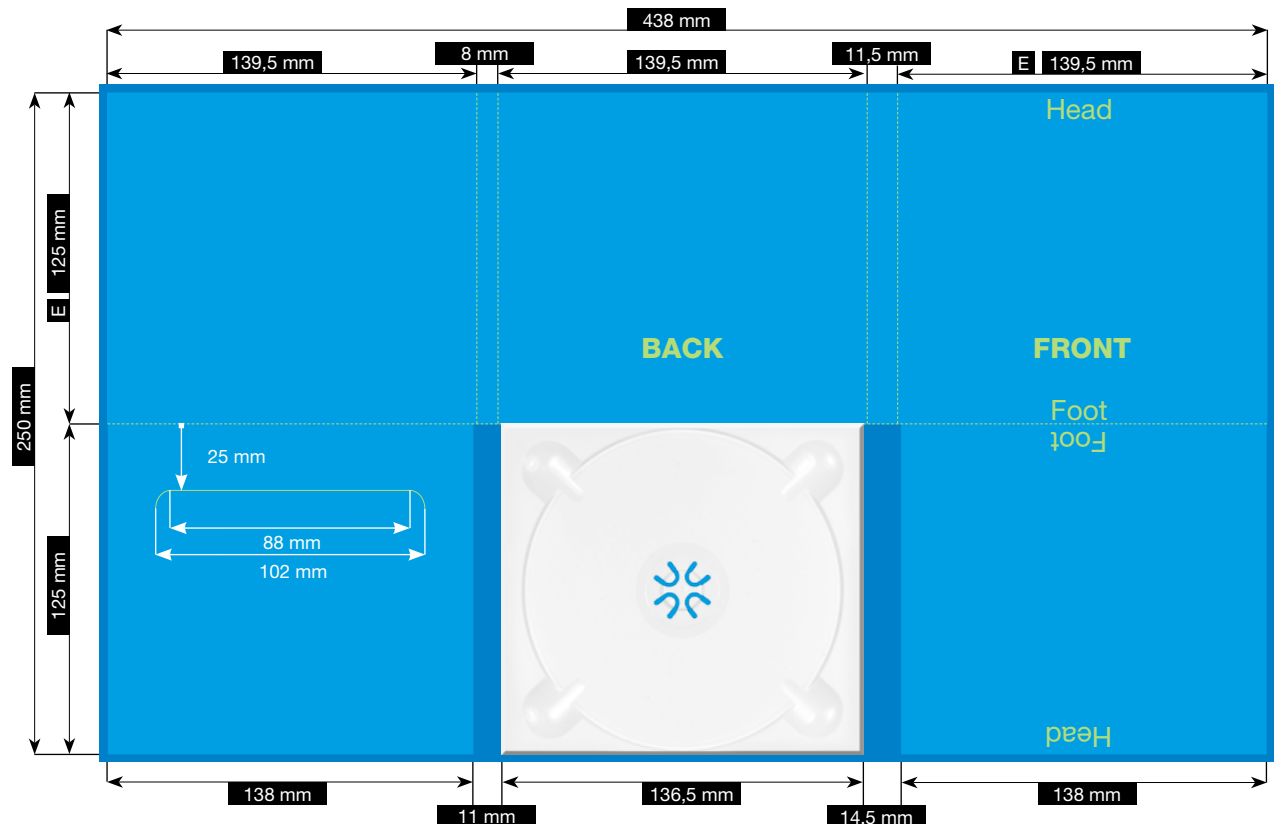 438 mm
139,5 mm
8 mm
139,5 mm
11,5 mm
E 139,5 mm
Head
125 mm
E
250 mm
BACK
FRONT
Foot
Foot
25 mm
88 mm
102 mm
125 mm
Head
138 mm
11 mm
136,5 mm
14,5 mm
138 mm